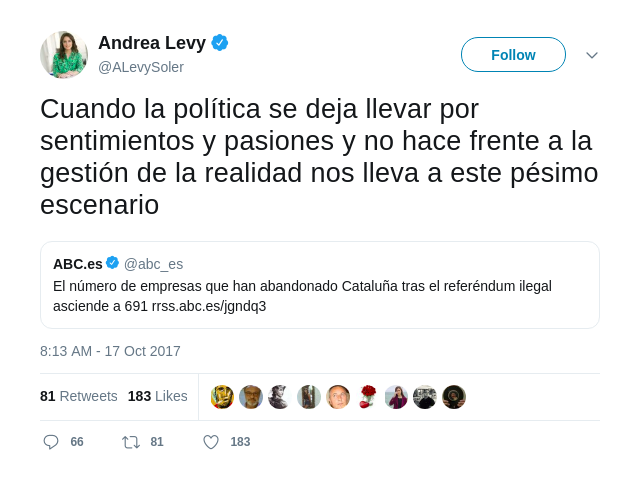 Andrea Levy
@ALevySoler
Follow
Cuando la política se deja llevar por
sentimientos y pasiones y no hace frente a la
gestión de la realidad nos lleva a este pésimo
escenario
ABC.es @abc_es
El número de empresas que han abandonado Cataluña tras el referéndum ilegal
asciende a 691 rrss.abc.es/jgndq3
8:13 AM - 17 Oct 2017
81 Retweets 183 Likes
66 81 183